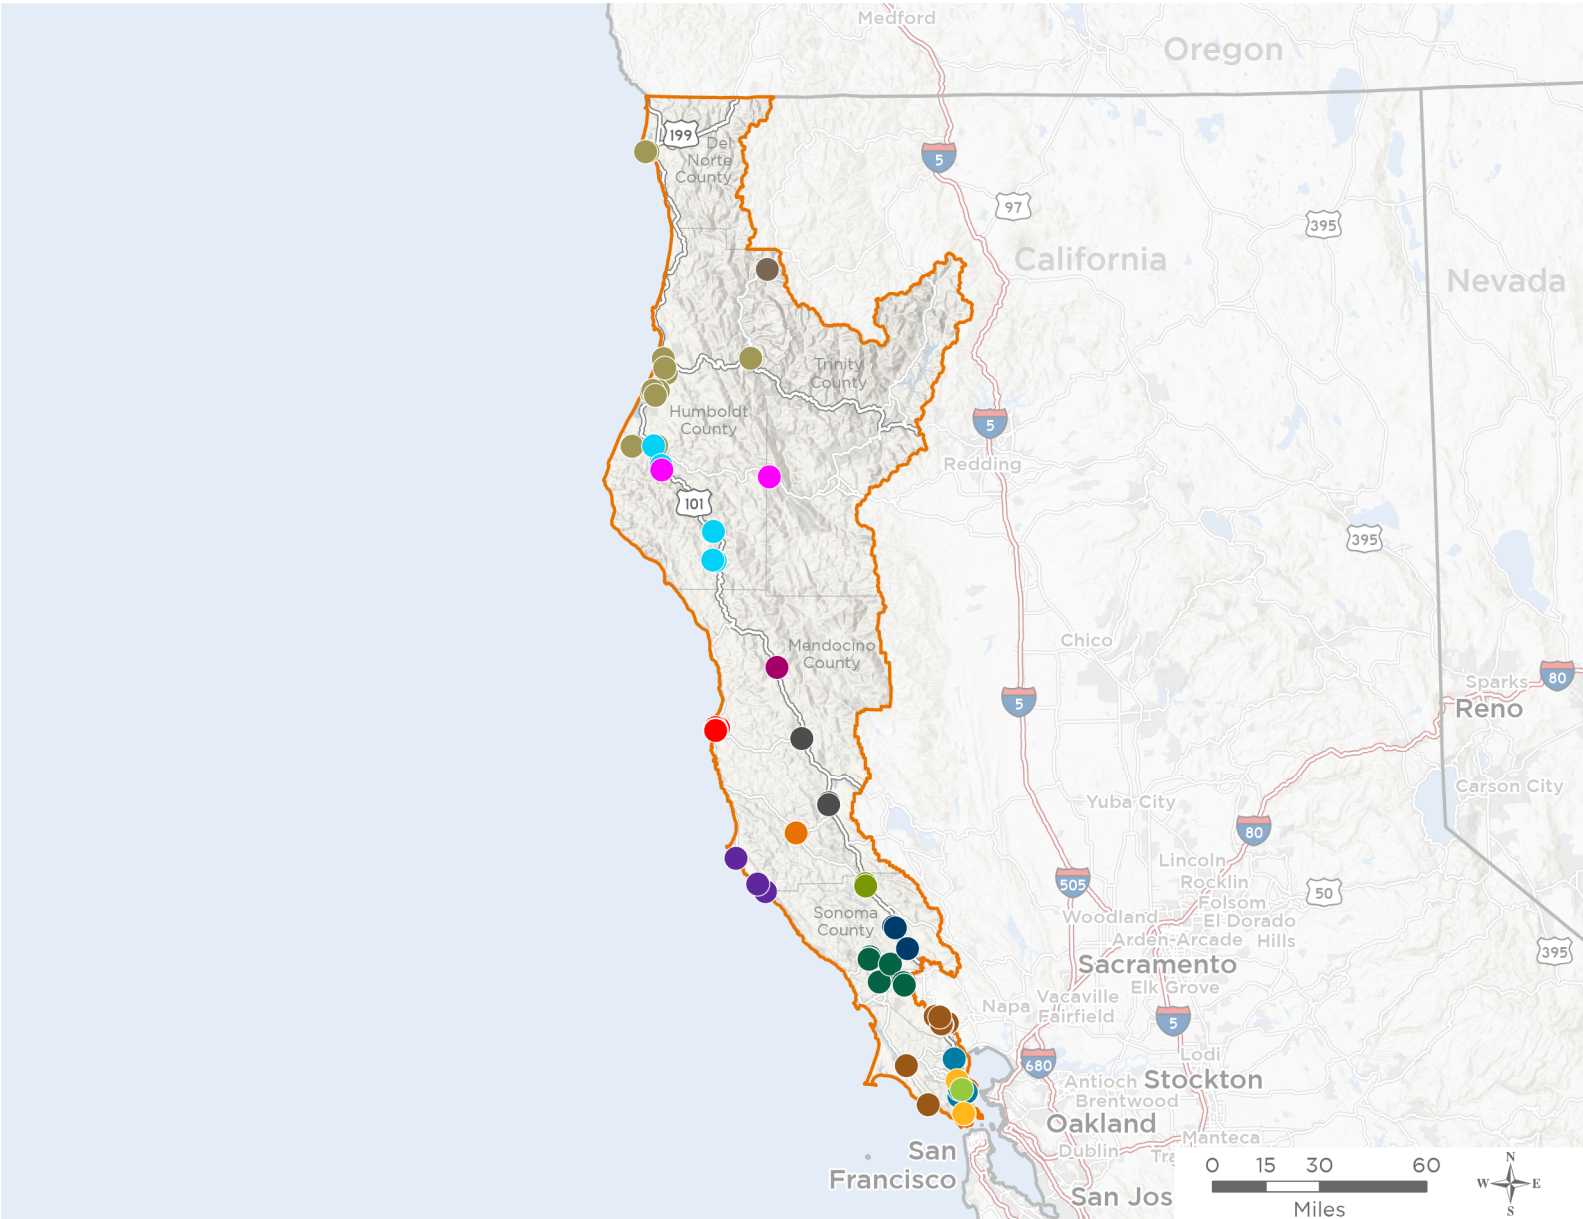 Medford
Oregon
199
Del
Norte
County
5
97
395
California
Nevada
Trinity
County
Humboldt
County
5
Redding
101
395
Chico
Mendocino
County
5
Sparks
80
Reno
Carson City
Yuba City
80
Lincoln
Rocklin
505
50
Folsom
Sonoma
County
Woodland
El Dorado
Hills
Arden-Arcade
395
Sacramento
Elk Grove
Napa
Vacaville
Fairfield
5
Lodi
680
Antioch
Stockton
Brentwood
Oakland
Manteca
Dublin
Tra
San
Francisco
San Jos
0 15 30 60
Miles
N
W E
S